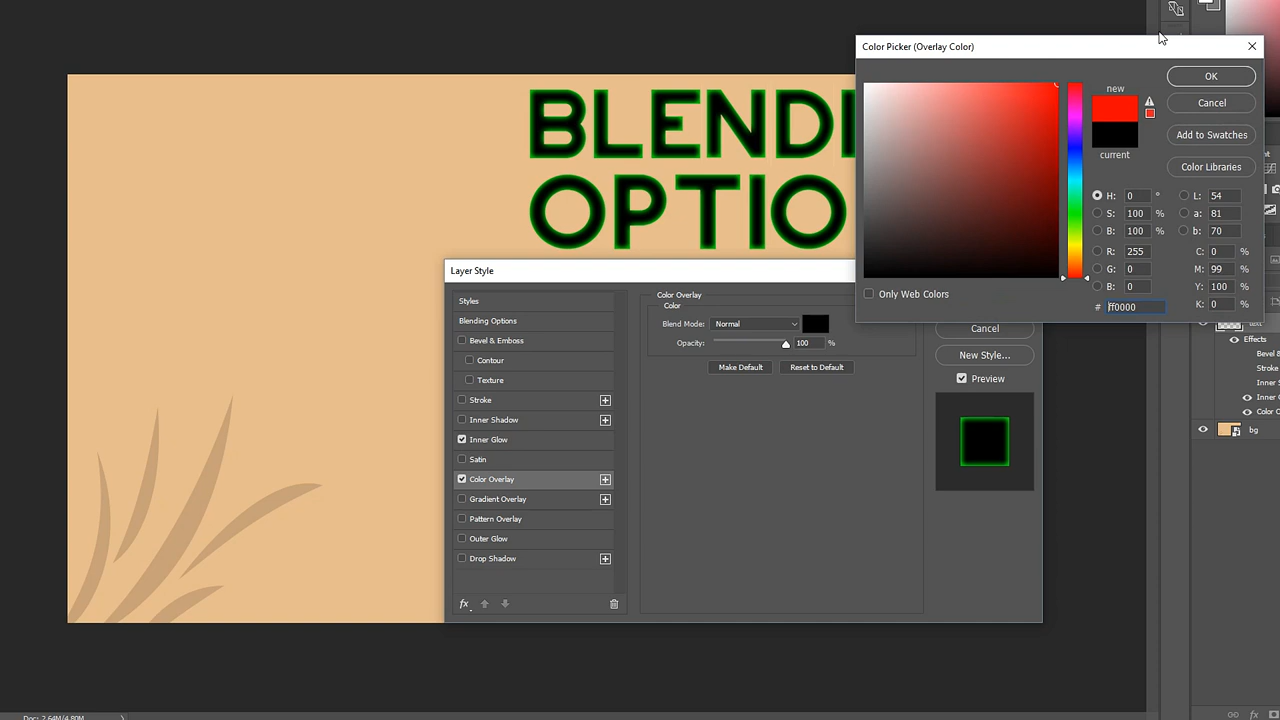 Color Picker (Overlay Color)
OK
new
Cancel
Add to Swatches
current
Color Libraries
H: 0 ° L: 54
S: 100 % a: 81
B: 100 % b: 70
R: 255 C: 0 %
G: 0 M: 99 %
B: 0 Y: 100 %
# ff0000 K: 0 %
Only Web Colors
BLENDI
OPTIO
Layer Style
Styles
Blending Options
Bevel & Emboss
Contour
Texture
Stroke
Inner Shadow
Inner Glow
Satin
Color Overlay
Gradient Overlay
Pattern Overlay
Outer Glow
Drop Shadow
fx
Color Overlay
Color
Blend Mode: Normal
Opacity: 100 %
Make Default
Reset to Default
Cancel
New Style...
Preview
Effects
Bevel &
Stroke
Inner S
Inner G
Color O
bg
fx
Doc: 2.64M/4.80M